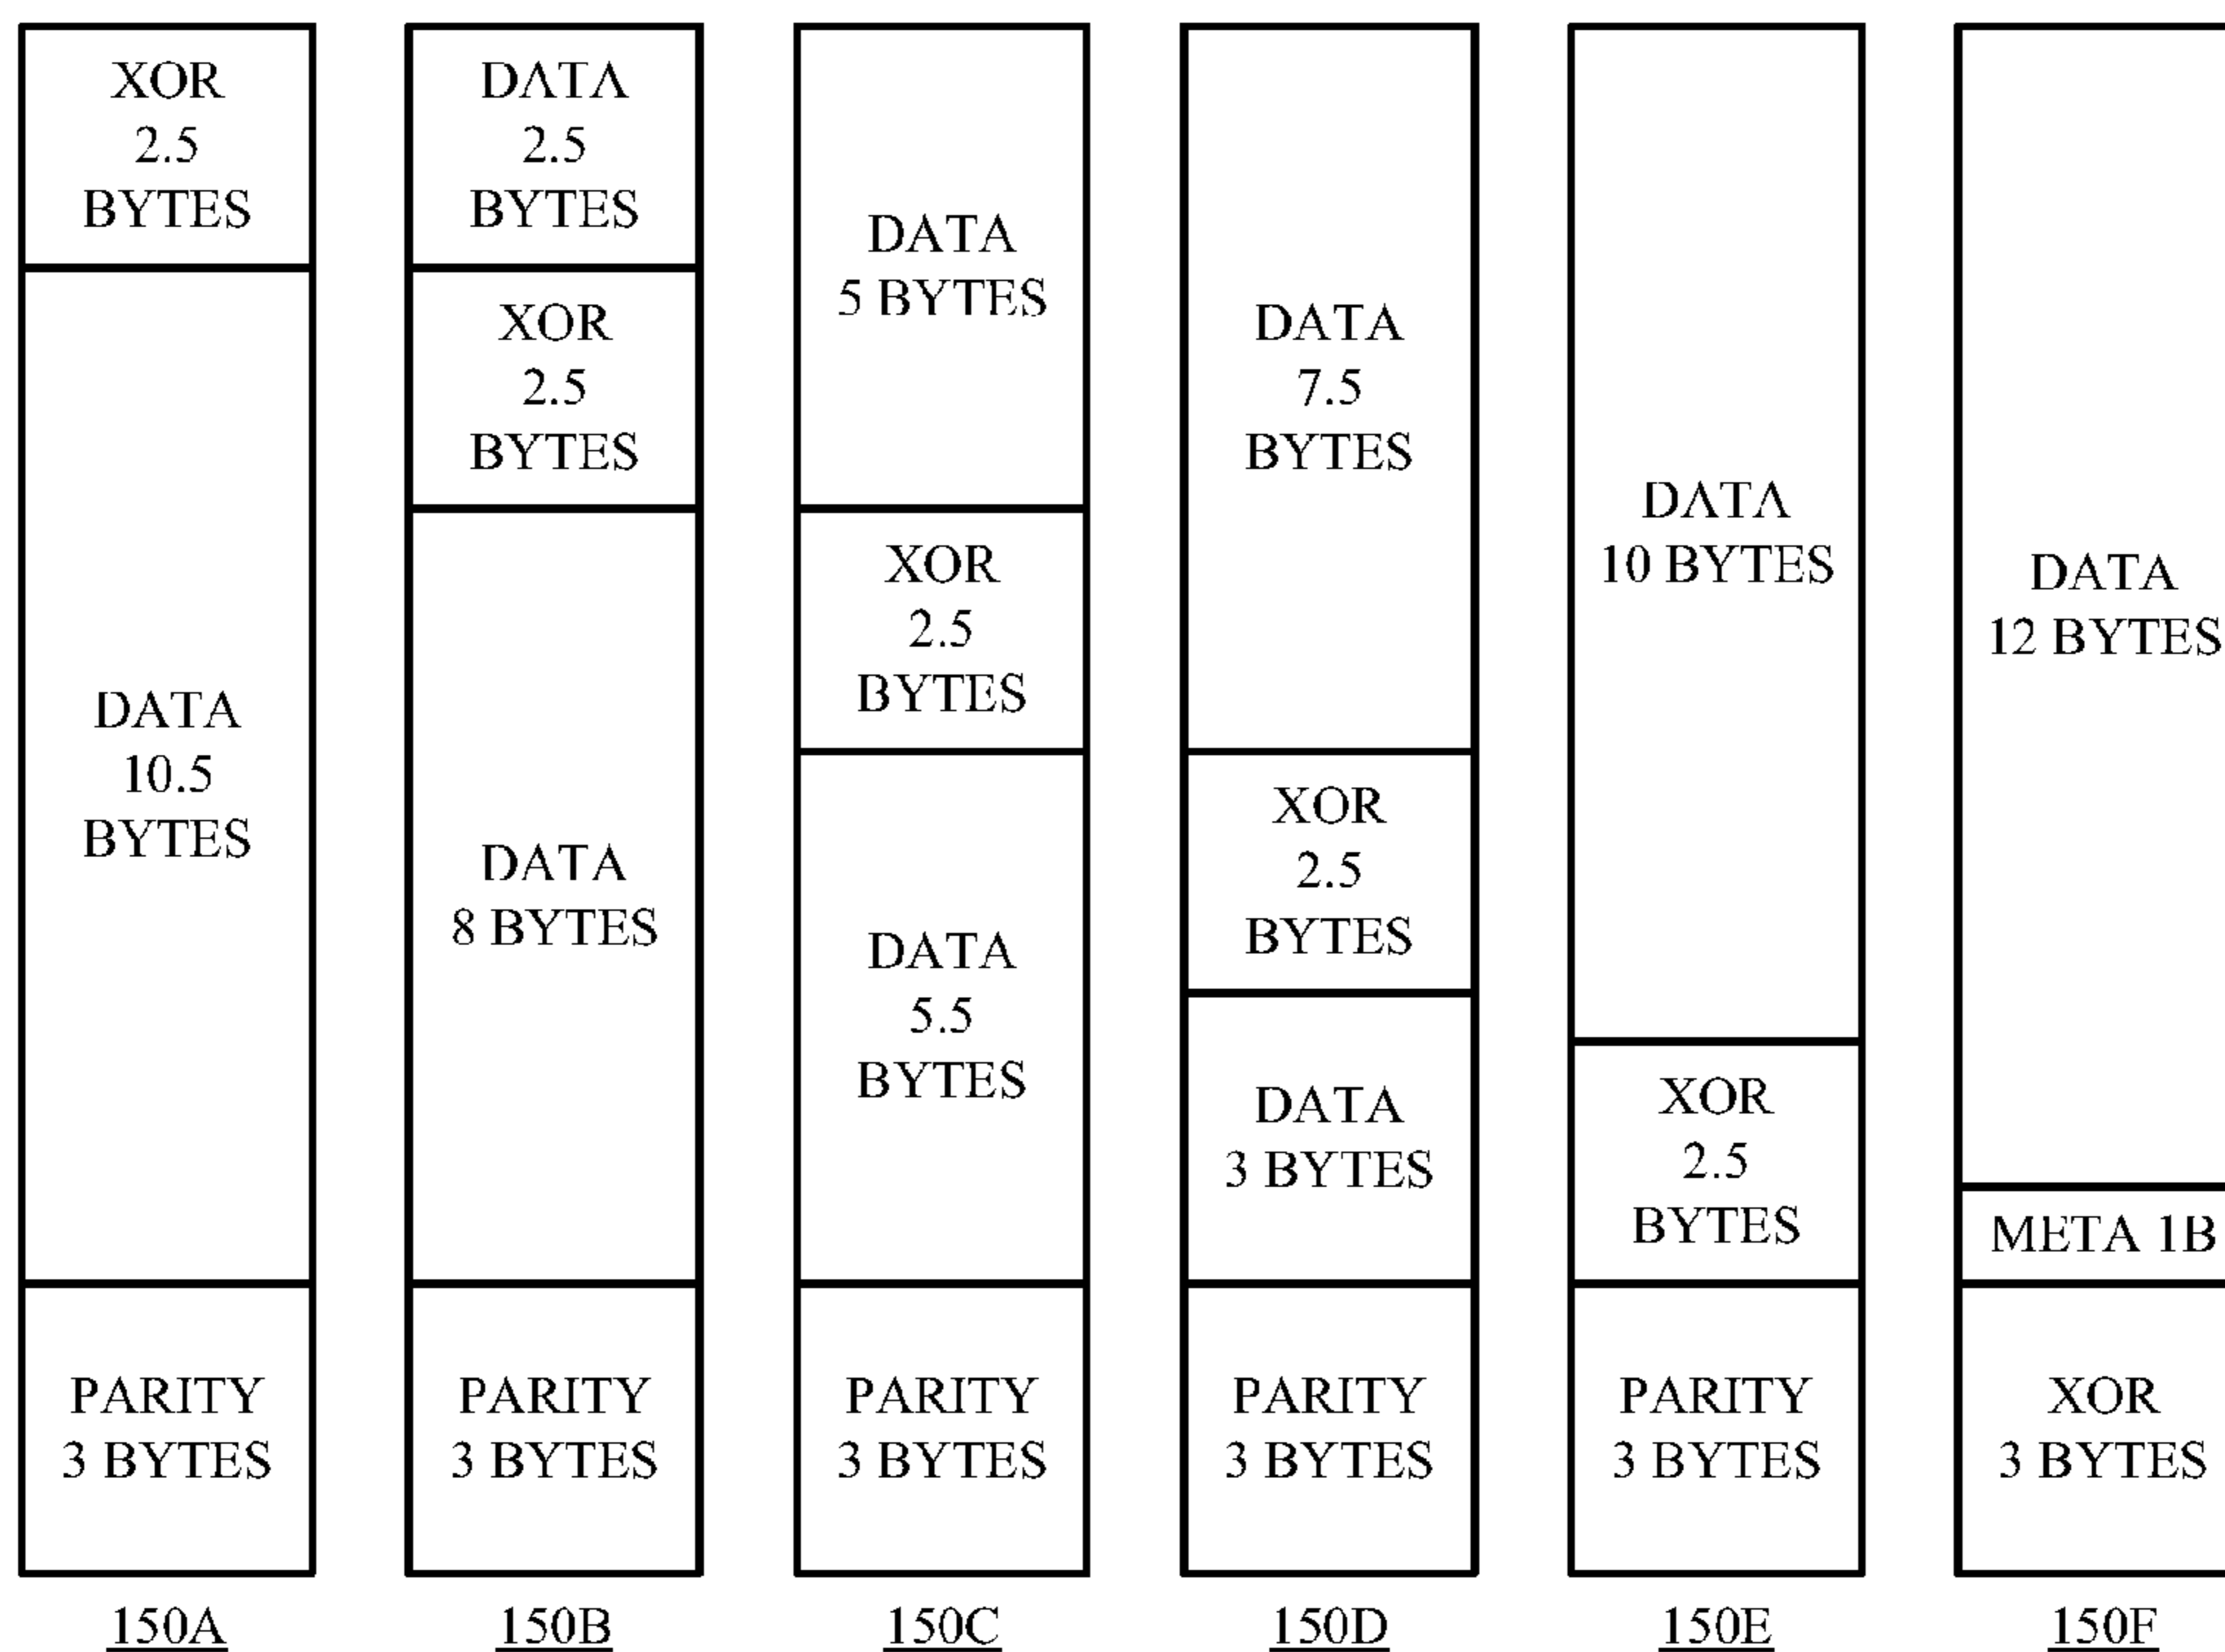 XOR
2.5
BYTES
DATA
10.5
BYTES
PARITY
3 BYTES
150A
DATA
2.5
BYTES
XOR
2.5
BYTES
DATA
8 BYTES
PARITY
3 BYTES
150B
DATA
5 BYTES
XOR
2.5
BYTES
DATA
5.5
BYTES
PARITY
3 BYTES
150C
DATA
7.5
BYTES
XOR
2.5
BYTES
DATA
3 BYTES
PARITY
3 BYTES
150D
DATA
10 BYTES
XOR
2.5
BYTES
PARITY
3 BYTES
150E
DATA
12 BYTES
META 1B
XOR
3 BYTES
150F